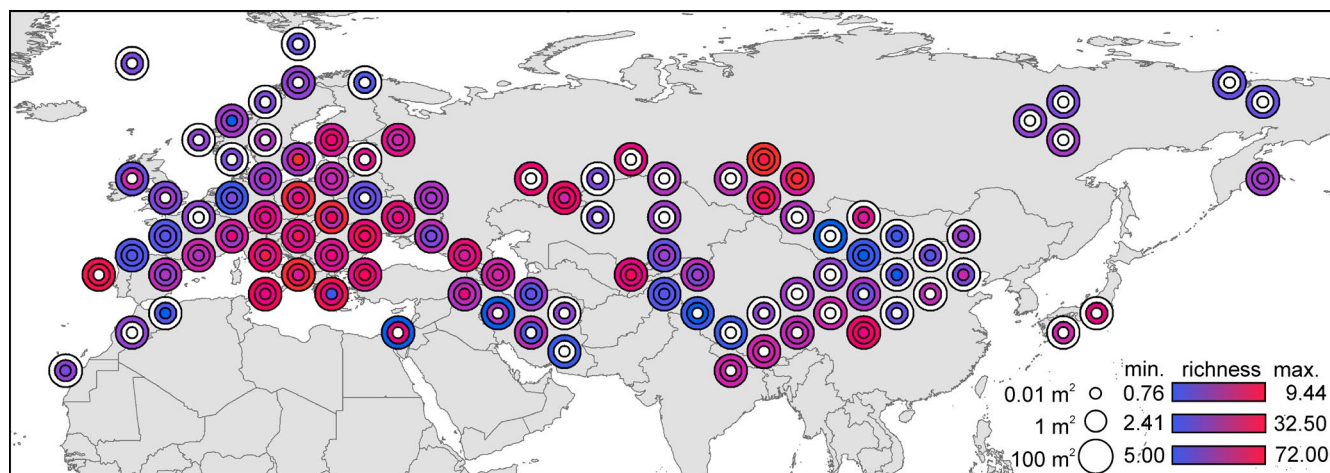 min. richness max.
0.01 m² 0.76 9.44
1 m² 2.41 32.50
100 m² 5.00 72.00